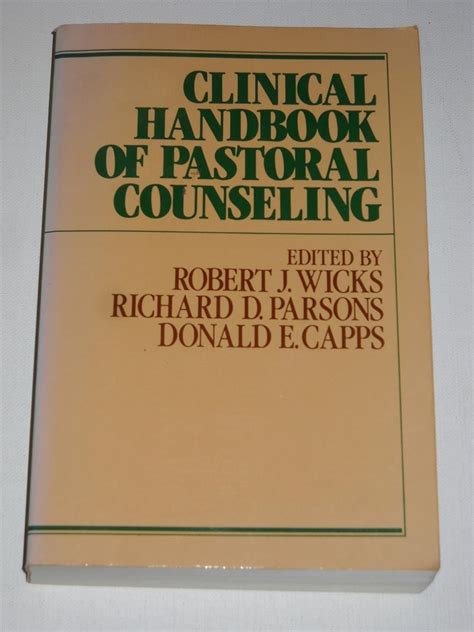 CLINICAL
HANDBOOK
OF PASTORAL
COUNSELING
EDITED BY
ROBERT J. WICKS
RICHARD D. PARSONS
DONALD E. CAPPS